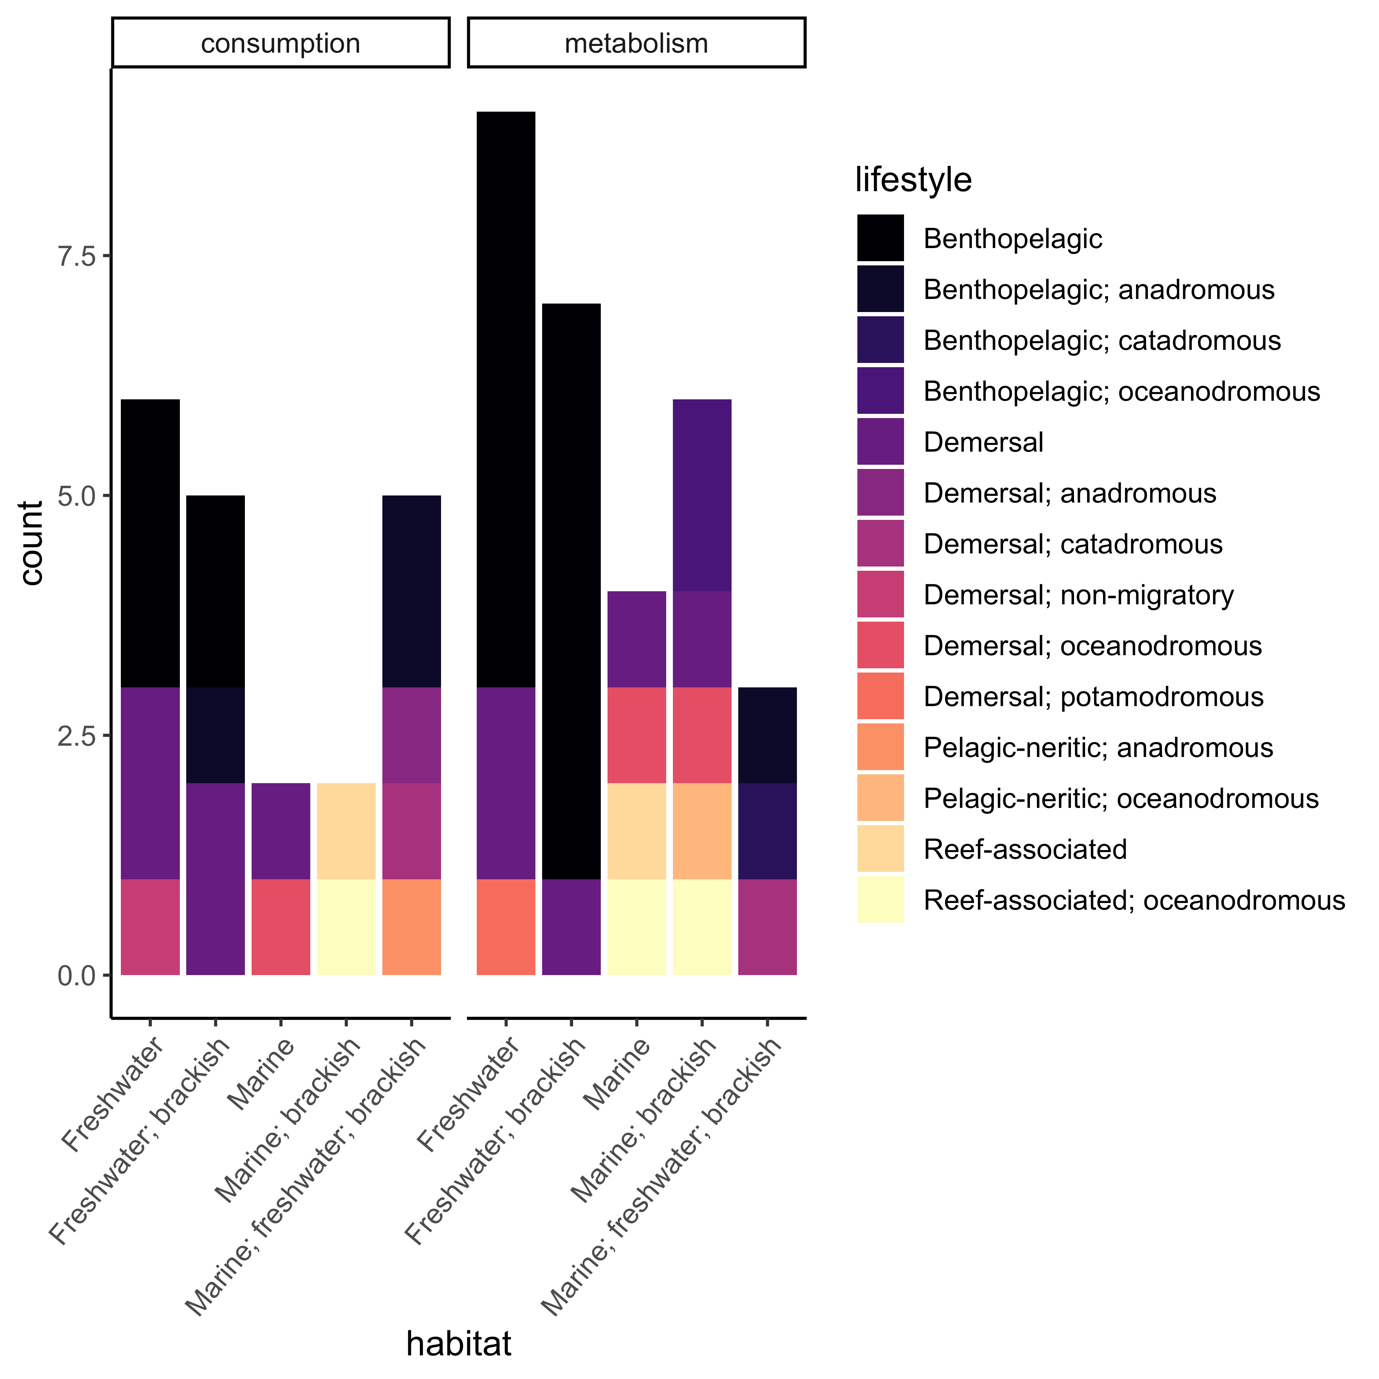 consumption
metabolism
count
7.5
5.0
2.5
0.0
Freshwater
Freshwater; brackish
Marine
Marine; brackish
Marine; freshwater; brackish
Freshwater
Freshwater; brackish
Marine
Marine; brackish
Marine; freshwater; brackish
habitat
lifestyle
Benthopelagic
Benthopelagic; anadromous
Benthopelagic; catadromous
Benthopelagic; oceanodromous
Demersal
Demersal; anadromous
Demersal; catadromous
Demersal; non-migratory
Demersal; oceanodromous
Demersal; potamodromous
Pelagic-neritic; anadromous
Pelagic-neritic; oceanodromous
Reef-associated
Reef-associated; oceanodromous